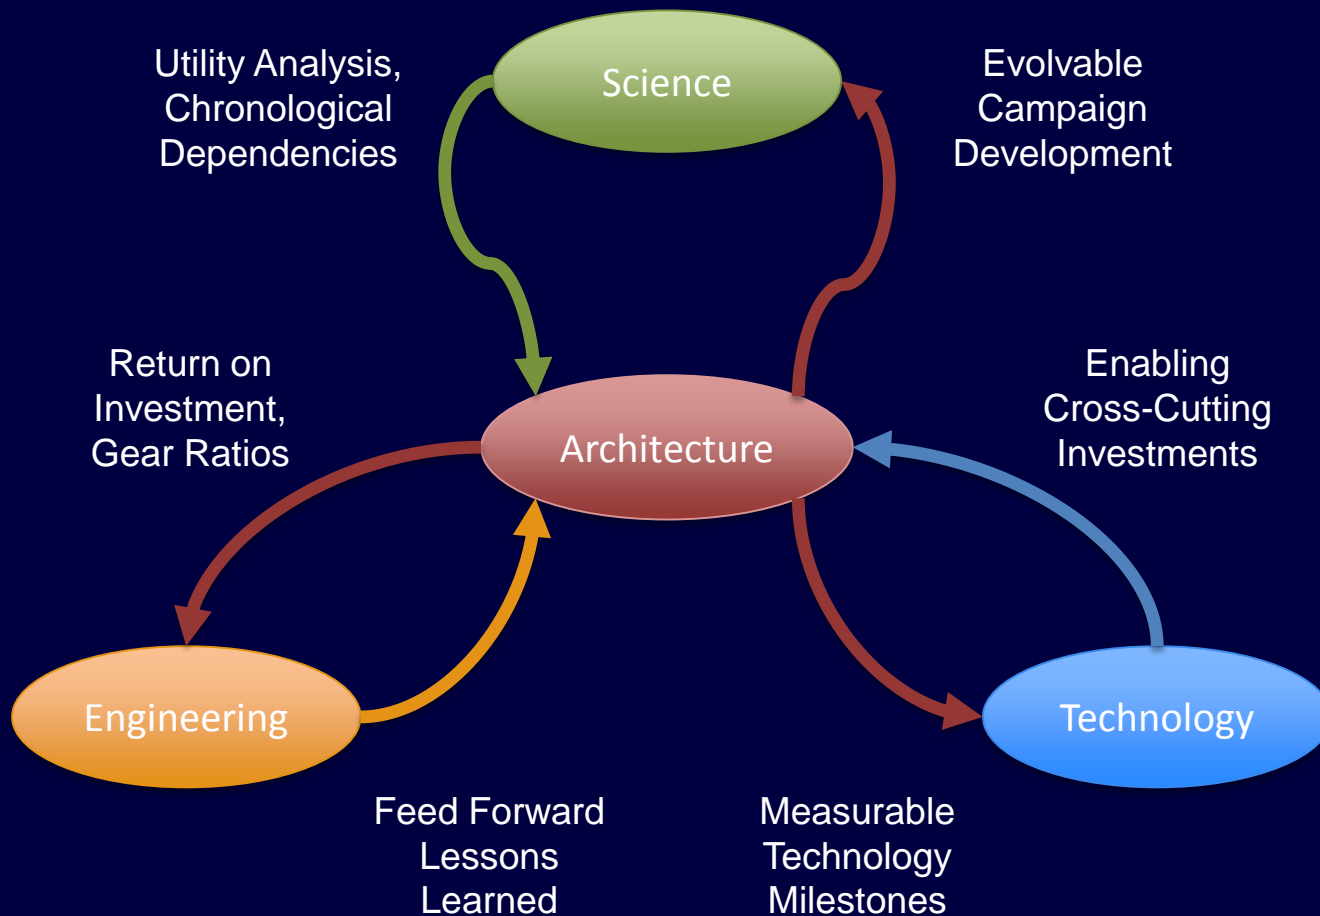 Utility Analysis,
Chronological
Dependencies
Science
Evolvable
Campaign
Development
Return on
Investment,
Gear Ratios
Architecture
Enabling
Cross-Cutting
Investments
Engineering
Technology
Feed Forward
Lessons
Learned
Measurable
Technology
Milestones